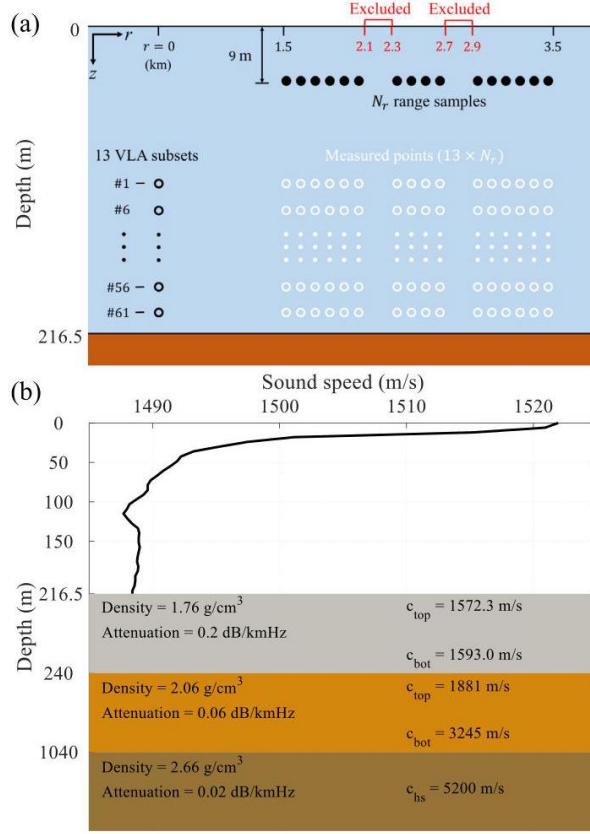 (a)
Excluded Excluded
0
r
z
r = 0
(km)
9 m
1.5 2.1 2.3 2.7 2.9 3.5
N_r range samples
13 VLA subsets
Measured points (13 × N_r)
#1
#6
#56
#61
Depth (m)
216.5
(b)
Sound speed (m/s)
1490 1500 1510 1520
0
50
100
150
216.5
240
1040
Depth (m)
Density = 1.76 g/cm³
Attenuation = 0.2 dB/kmHz
c_top = 1572.3 m/s
c_bot = 1593.0 m/s
Density = 2.06 g/cm³
Attenuation = 0.06 dB/kmHz
c_top = 1881 m/s
c_bot = 3245 m/s
Density = 2.66 g/cm³
Attenuation = 0.02 dB/kmHz
c_hs = 5200 m/s